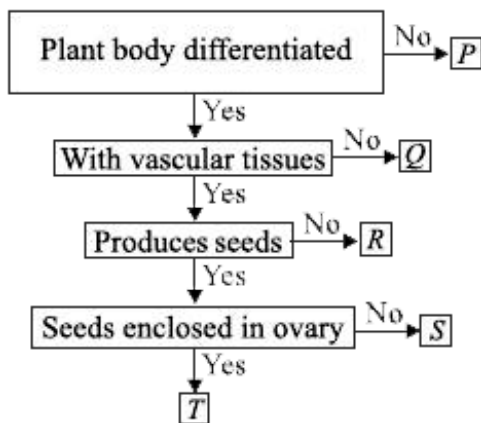 Plant body differentiated
No
P
Yes
With vascular tissues
No
Q
Yes
Produces seeds
No
R
Yes
Seeds enclosed in ovary
No
S
Yes
T